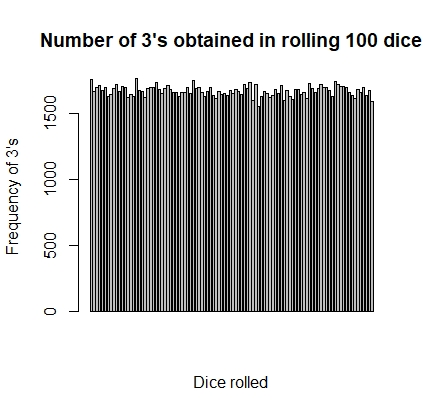 Number of 3's obtained in rolling 100 dice
Frequency of 3's
1500
1000
500
0
Dice rolled